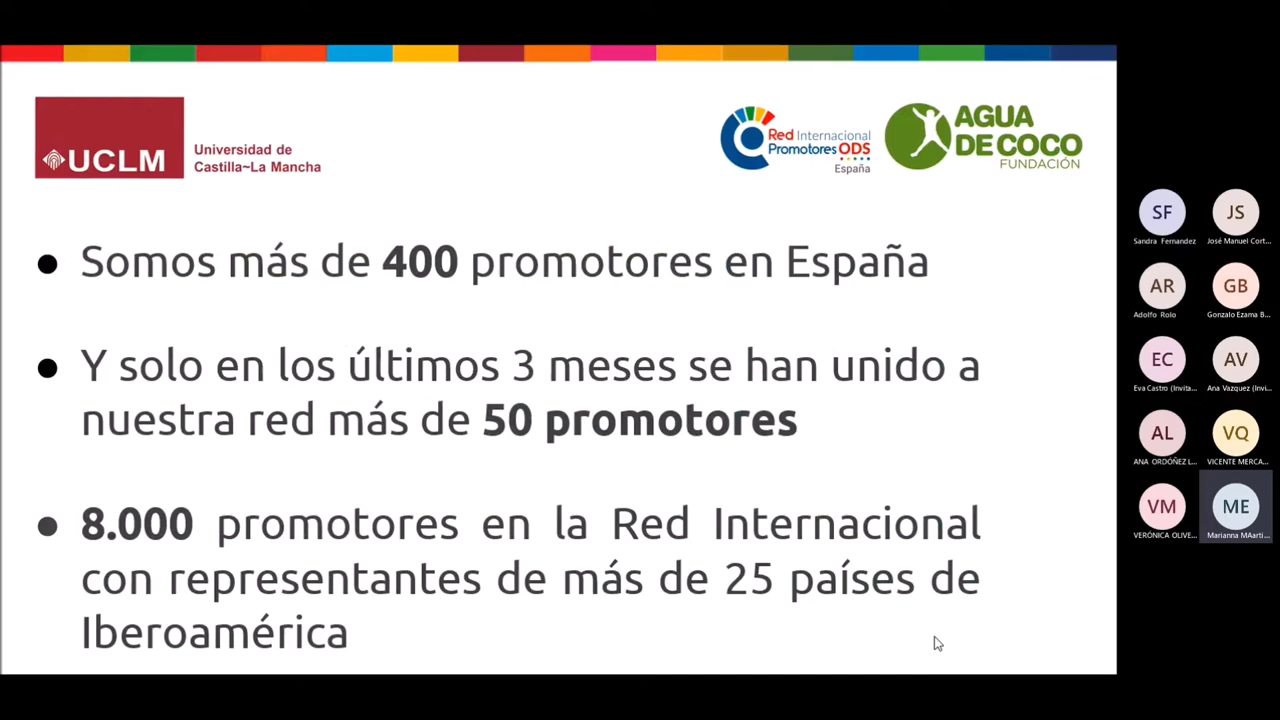 UCLM
Universidad de
Castilla~La Mancha
Red Internacional
Promotores ODS
España
AGUA
DE COCO
FUNDACIÓN
Somos más de 400 promotores en España
Y solo en los últimos 3 meses se han unido a
nuestra red más de 50 promotores
8.000 promotores en la Red Internacional
con representantes de más de 25 países de
Iberoamérica
SF
Sandra Fernandez
JS
José Manuel Cort...
AR
Adolfo Rolo
GB
Gonzalo Ezama B...
EC
Eva Castro (Invita...
AV
Ana Vazquez (Invi...
AL
ANA ORDÓÑEZ L...
VQ
VICENTE MERCA...
VM
VERÓNICA OLIVE...
ME
Marianna MAarti...